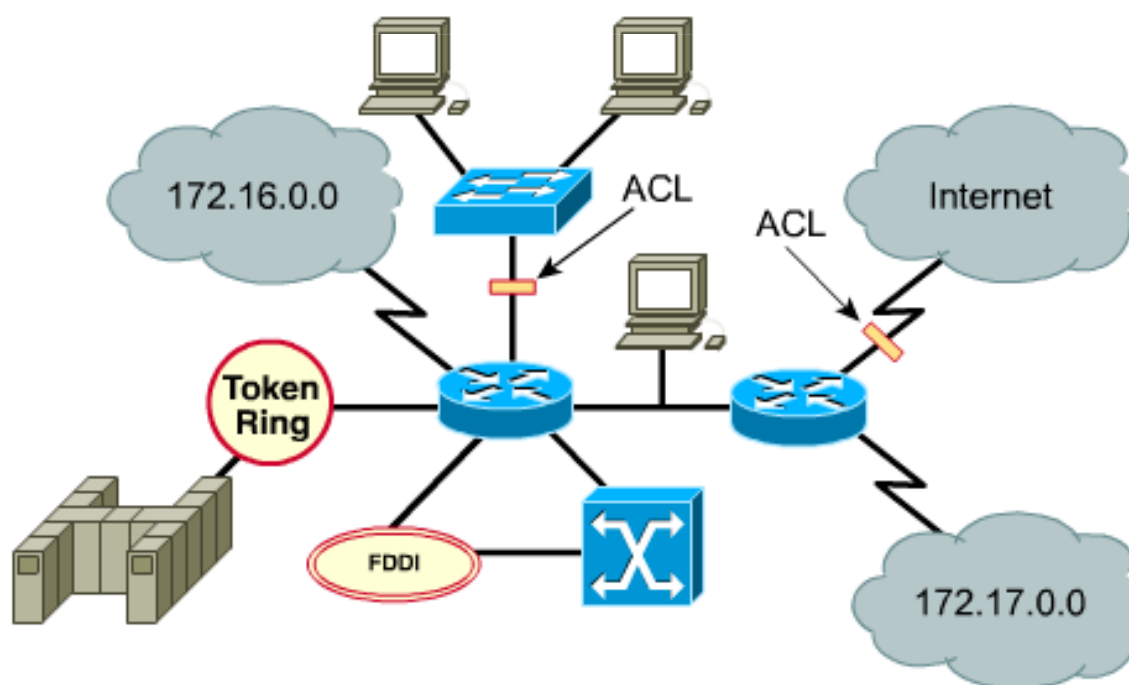 172.16.0.0
ACL
Internet
ACL
Token
Ring
FDDI
172.17.0.0